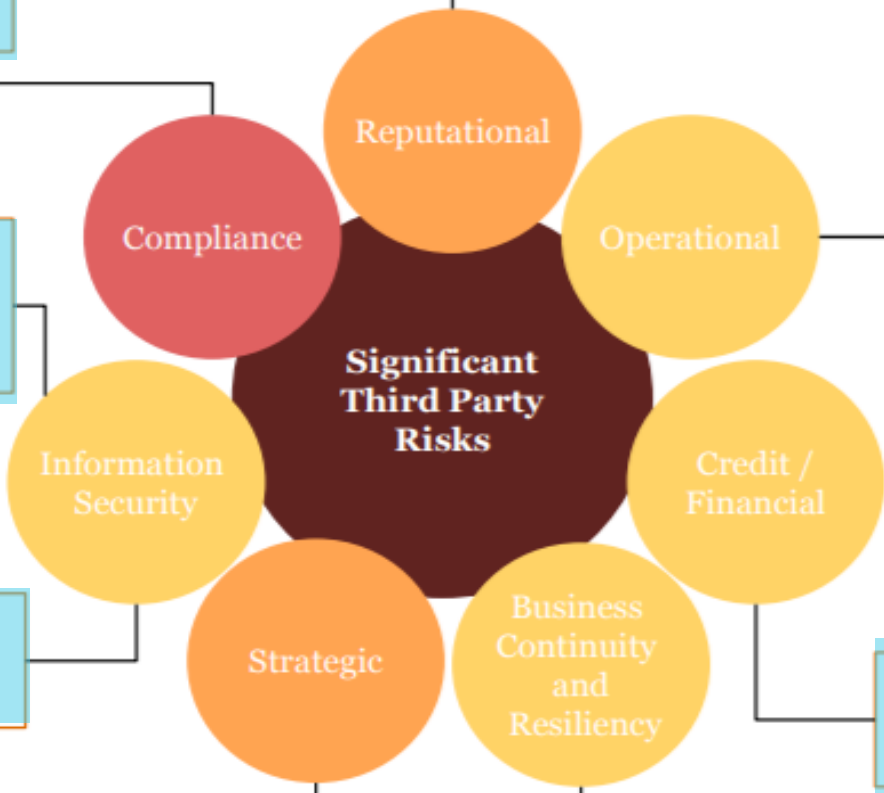 Reputational
Compliance
Operational
Significant
Third Party
Risks
Information
Security
Credit /
Financial
Strategic
Business
Continuity
and
Resiliency